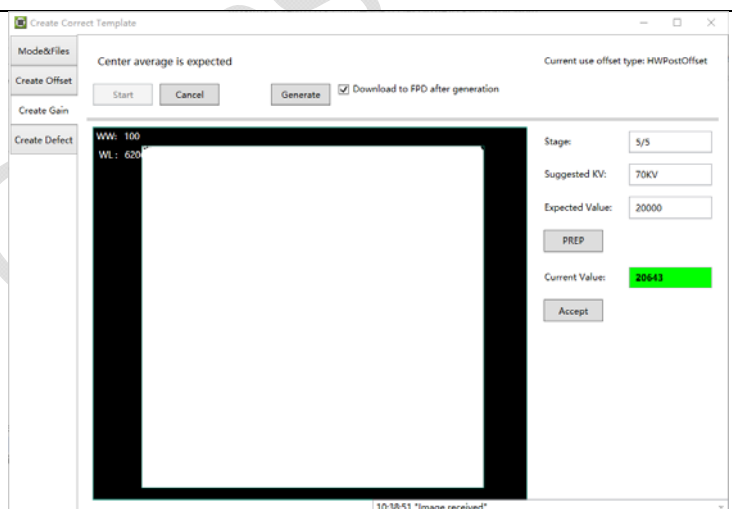 Create Correct Template
Mode&Files
Create Offset
Create Gain
Create Defect
Center average is expected
Current use offset type: HWPostOffset
Start
Cancel
Generate
Download to FPD after generation
WW: 100
WL: 620
Stage:
5/5
Suggested KV:
70KV
Expected Value:
20000
PREP
Current Value:
20643
Accept
10:38:51 "Image received"